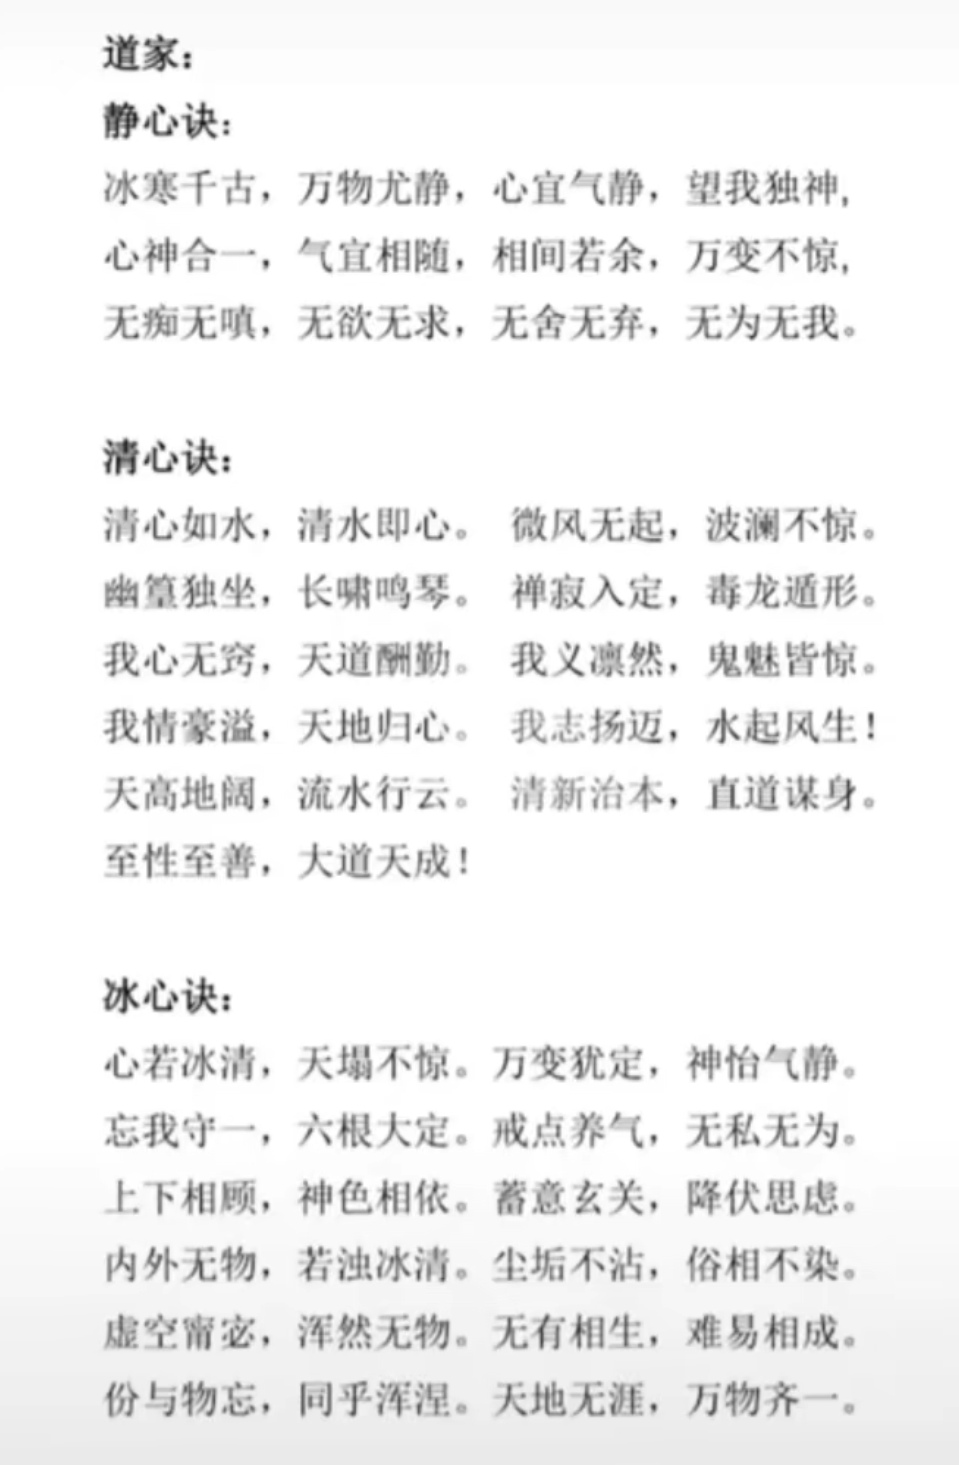 道家：
静心诀：
冰寒千古，万物尤静，心宜气静，望我独神，
心神合一，气宜相随，相间若余，万变不惊，
无痴无嗔，无欲无求，无舍无弃，无为无我。
清心诀：
清心如水，清水即心。 微风无起，波澜不惊。
幽篁独坐，长啸鸣琴。 禅寂入定，毒龙遁形。
我心无窍，天道酬勤。 我义凛然，鬼魅皆惊。
我情豪溢，天地归心。 我志扬迈，水起风生！
天高地阔，流水行云。 清新治本，直道谋身。
至性至善，大道天成！
冰心诀：
心若冰清，天塌不惊。万变犹定，神怡气静。
忘我守一，六根大定。戒点养气，无私无为。
上下相顾，神色相依。蓄意玄关，降伏思虑。
内外无物，若浊冰清。尘垢不沾，俗相不染。
虚空甯宓，浑然无物。无有相生，难易相成。
份与物忘，同乎浑涅。天地无涯，万物齐一。